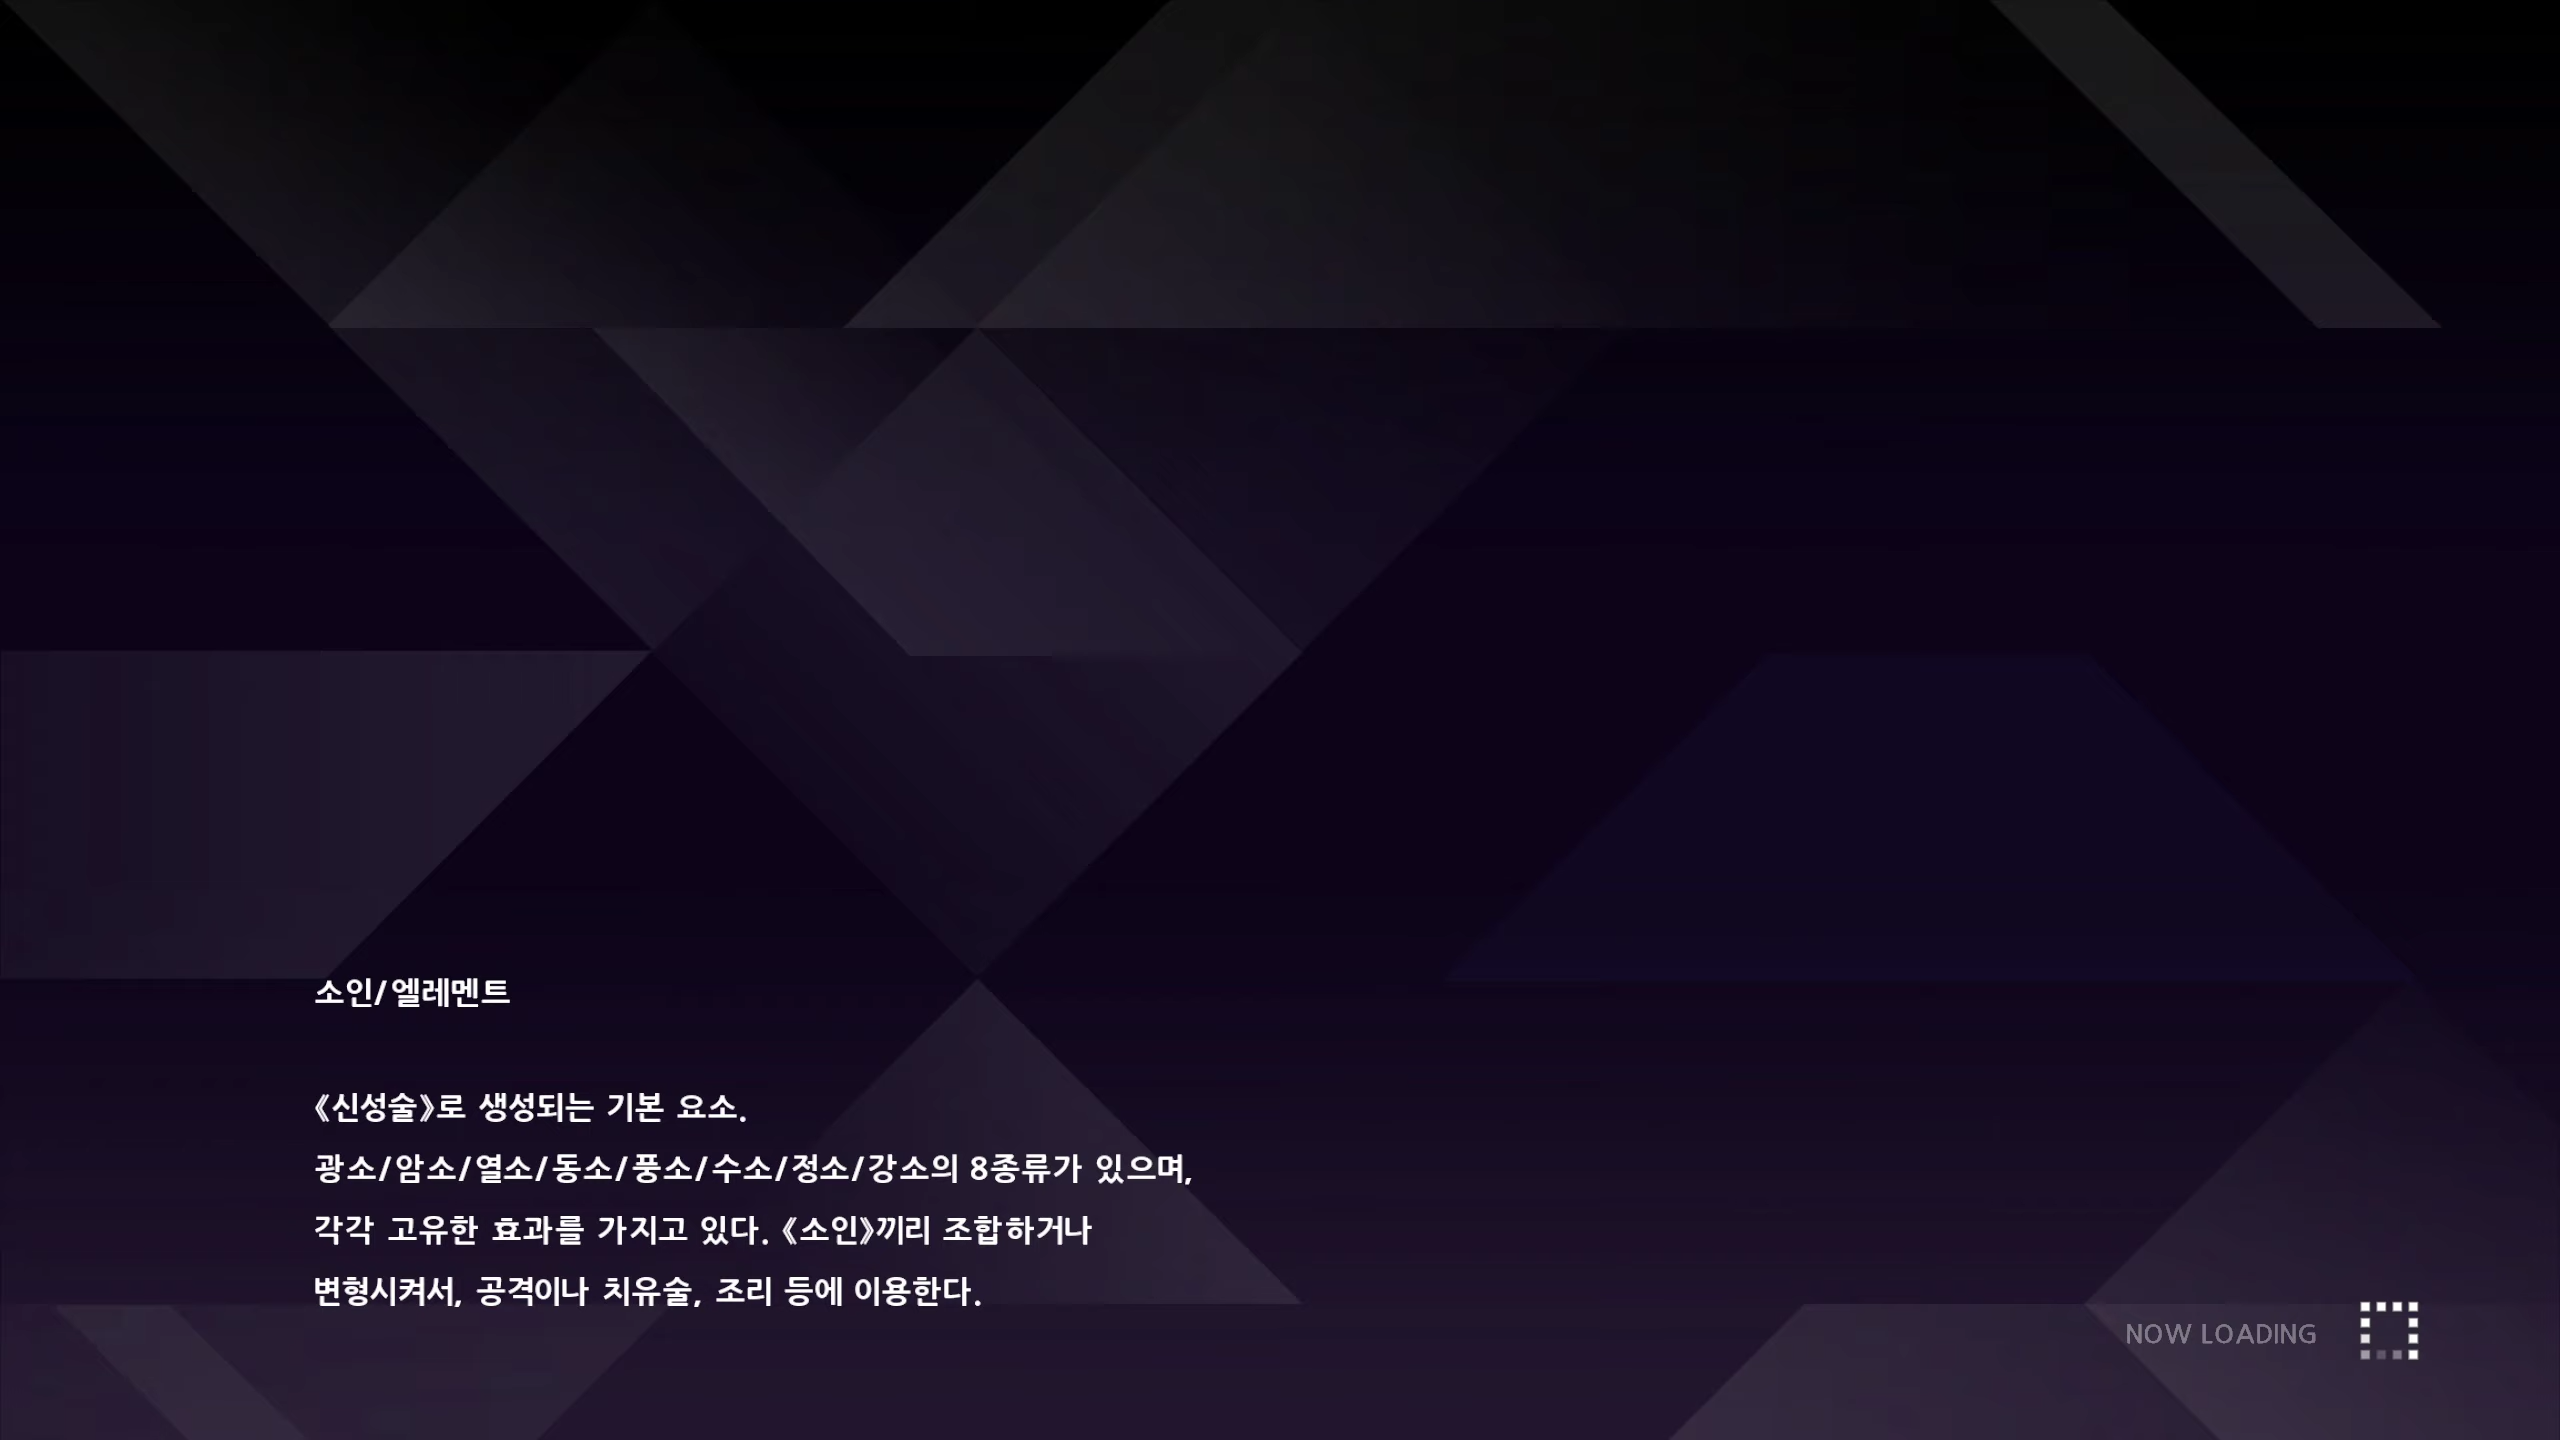 소인/엘레멘트
《신성술》로 생성되는 기본 요소.
광소/암소/열소/동소/풍소/수소/정소/강소의 8종류가 있으며,
각각 고유한 효과를 가지고 있다. 《소인》끼리 조합하거나
변형시켜서, 공격이나 치유술, 조리 등에 이용한다.
NOW LOADING